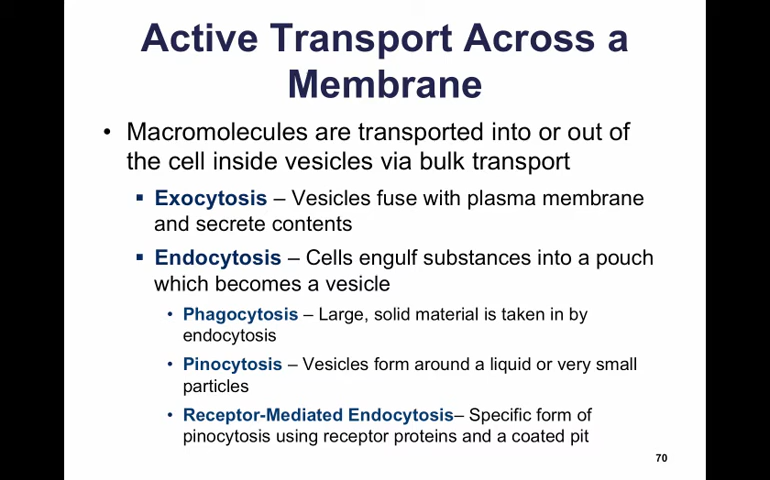 Active Transport Across a
Membrane
• Macromolecules are transported into or out of
the cell inside vesicles via bulk transport
▪ Exocytosis – Vesicles fuse with plasma membrane
and secrete contents
▪ Endocytosis – Cells engulf substances into a pouch
which becomes a vesicle
• Phagocytosis – Large, solid material is taken in by
endocytosis
• Pinocytosis – Vesicles form around a liquid or very small
particles
• Receptor-Mediated Endocytosis– Specific form of
pinocytosis using receptor proteins and a coated pit
70